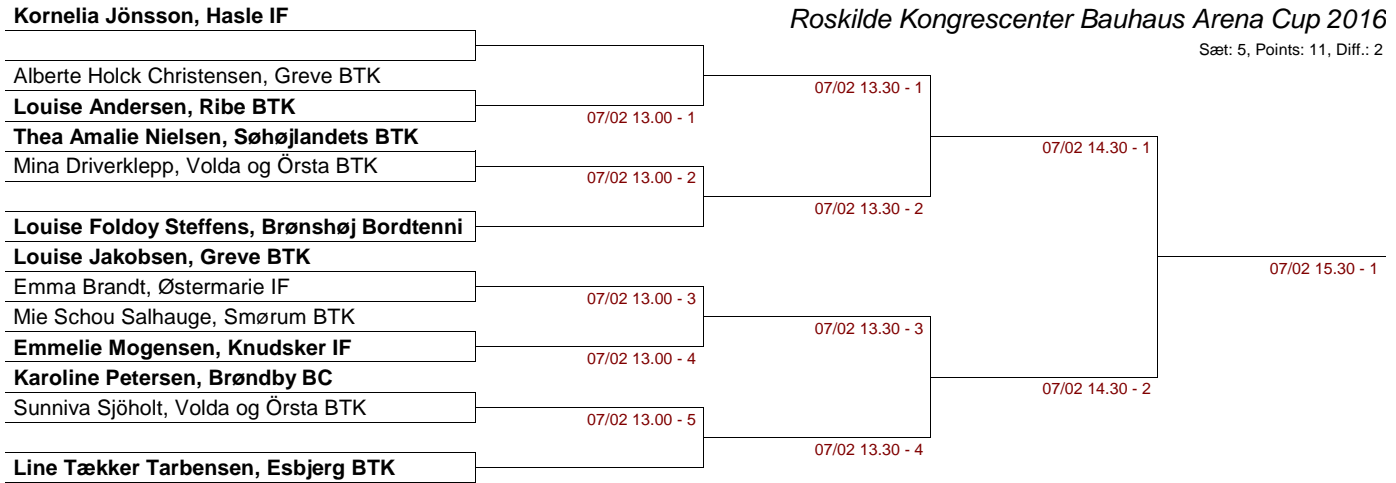 Kornelia Jönsson, Hasle IF
Roskilde Kongrescenter Bauhaus Arena Cup 2016
Sæt: 5, Points: 11, Diff.: 2
Alberte Holck Christensen, Greve BTK
07/02 13.30 - 1
Louise Andersen, Ribe BTK
07/02 13.00 - 1
Thea Amalie Nielsen, Søhøjlandets BTK
07/02 14.30 - 1
Mina Driverklepp, Volda og Örsta BTK
07/02 13.00 - 2
07/02 13.30 - 2
Louise Foldoy Steffens, Brønshøj Bordtenni
Louise Jakobsen, Greve BTK
07/02 15.30 - 1
Emma Brandt, Østermarie IF
07/02 13.00 - 3
Mie Schou Salhauge, Smørum BTK
07/02 13.30 - 3
Emmelie Mogensen, Knudsker IF
07/02 13.00 - 4
Karoline Petersen, Brøndby BC
07/02 14.30 - 2
Sunniva Sjöholt, Volda og Örsta BTK
07/02 13.00 - 5
07/02 13.30 - 4
Line Tækker Tarbensen, Esbjerg BTK